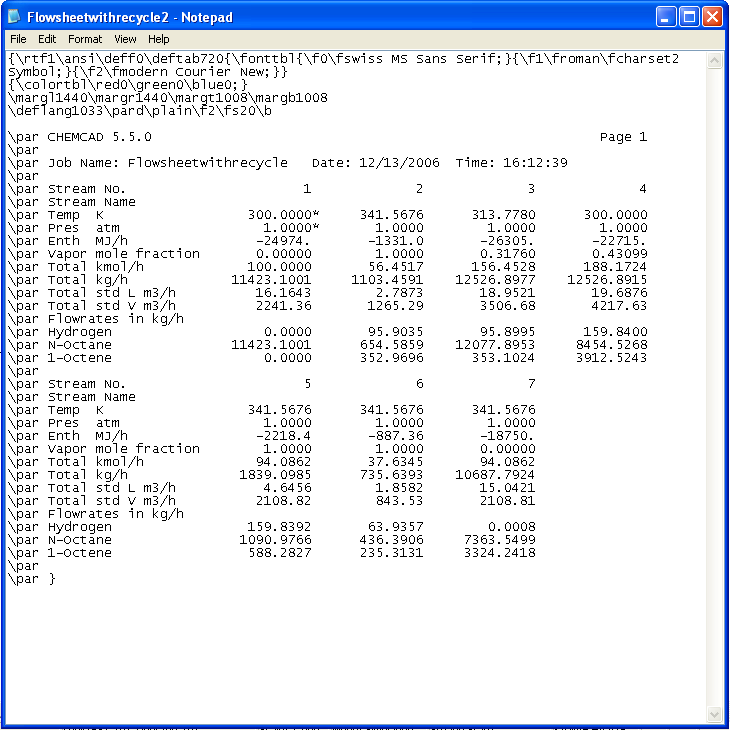 Flowsheetwithrecycle2 - Notepad
File Edit Format View Help
{\rtf1\ansi\deff0\deftab720{\fonttbl{\f0\fswiss MS Sans Serif;}{\f1\roman\fcharset2
Symbol;}{\f2\fmodern Courier New;}}
{\colortbl\red0\green0\blue0;}
\margl1440\margr1440\margt1008\margb1008
\deflang1033\pard\plain\f2\fs20\b
\par CHEMCAD 5.5.0 Page 1
\par
\par Job Name: Flowsheetwithrecycle Date: 12/13/2006 Time: 16:12:39
\par
\par Stream No. 1 2 3 4
\par Stream Name
\par Temp K 300.0000* 341.5676 313.7780 300.0000
\par Pres atm 1.0000* 1.0000 1.0000 1.0000
\par Enth MJ/h -24974. -1331.0 -26305. -22715.
\par Vapor mole fraction 0.00000 1.0000 0.31760 0.43099
\par Total kmol/h 100.0000 56.4517 156.4528 188.1724
\par Total kg/h 11423.1001 1103.4591 12526.8977 12526.8915
\par Total std L m3/h 16.1643 2.7873 18.9521 19.6876
\par Total std V m3/h 2241.36 1265.29 3506.68 4217.63
\par Flowrates in kg/h
\par Hydrogen 0.0000 95.9035 95.8995 159.8400
\par N-Octane 11423.1001 654.5859 12077.8953 8454.5268
\par 1-Octene 0.0000 352.9696 353.1024 3912.5243
\par
\par Stream No. 5 6 7
\par Stream Name
\par Temp K 341.5676 341.5676 341.5676
\par Pres atm 1.0000 1.0000 1.0000
\par Enth MJ/h -2218.4 -887.36 -18750.
\par Vapor mole fraction 1.0000 1.0000 0.00000
\par Total kmol/h 94.0862 37.6345 94.0862
\par Total kg/h 1839.0985 735.6393 10687.7924
\par Total std L m3/h 4.6456 1.8582 15.0421
\par Total std V m3/h 2108.82 843.53 2108.81
\par Flowrates in kg/h
\par Hydrogen 159.8392 63.9357 0.0008
\par N-Octane 1090.9766 436.3906 7363.5499
\par 1-Octene 588.2827 235.3131 3324.2418
\par
\par }